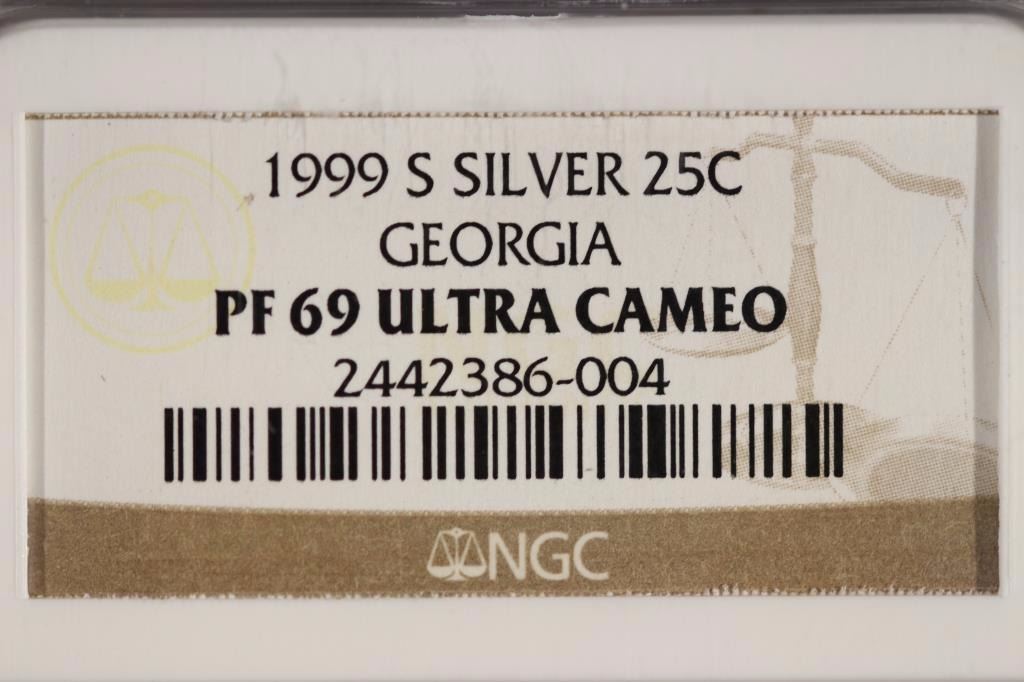 1999 S SILVER 25C
GEORGIA
PF 69 ULTRA CAMEO
2442386-004
NGC